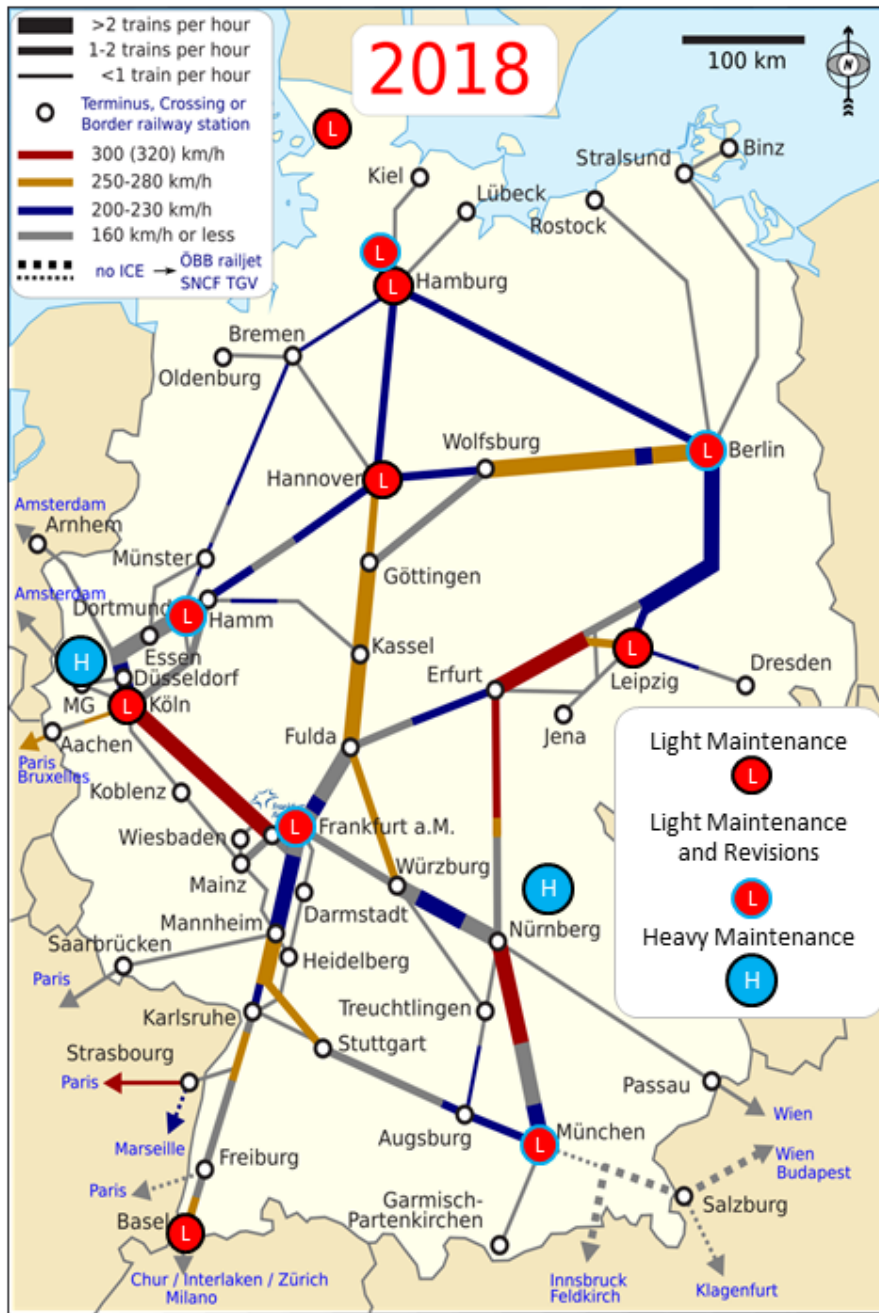 >2 trains per hour
1-2 trains per hour
<1 train per hour
Terminus, Crossing or
Border railway station
300 (320) km/h
250-280 km/h
200-230 km/h
160 km/h or less
no ICE → ÖBB railjet
SNCF TGV
2018
100 km
N
L
Kiel
Lübeck
Stralsund
Binz
Rostock
L
L
Hamburg
Bremen
Oldenburg
Wolfsburg
L
Berlin
Hannover
L
Amsterdam
Arnhem
Münster
Göttingen
Amsterdam
Dortmund
L
Hamm
Essen
Kassel
H
Düsseldorf
Erfurt
L
Leipzig
Dresden
MG
L
Köln
Jena
Aachen
Fulda
Paris
Bruxelles
Koblenz
Wiesbaden
L
Frankfurt a.M.
Mainz
Würzburg
H
Nürnberg
Mannheim
Darmstadt
Saarbrücken
Heidelberg
Paris
Karlsruhe
Treuchtlingen
Stuttgart
Strasbourg
Paris
Passau
Wien
Marseille
Augsburg
L
München
Wien
Budapest
Freiburg
Paris
Garmisch-
Partenkirchen
Salzburg
Basel
L
Chur / Interlaken / Zürich
Milano
Innsbruck
Feldkirch
Klagenfurt
Light Maintenance
L
Light Maintenance
and Revisions
L
Heavy Maintenance
H